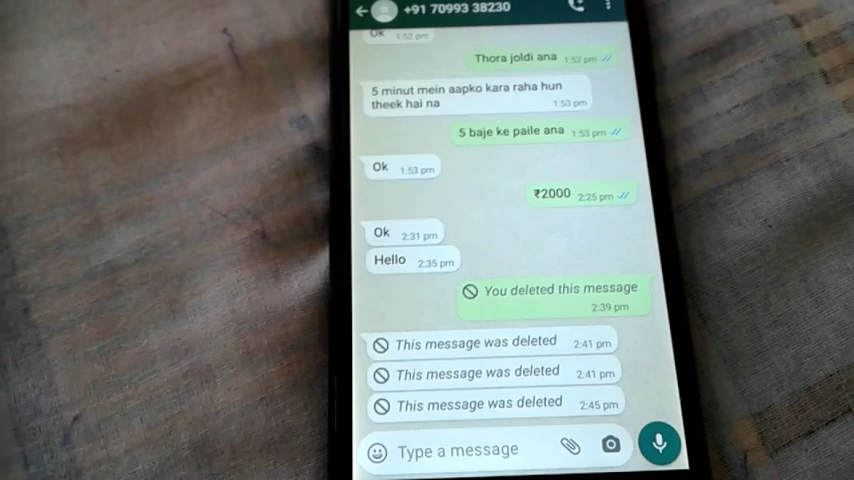 +91 70993 38230
Ok 1:52 pm
Thora joldi ana 1:52 pm
5 minut mein aapko kara raha hun
theek hai na 1:53 pm
5 baje ke paile ana 1:53 pm
Ok 1:53 pm
₹2000 2:25 pm
Ok 2:31 pm
Hello 2:35 pm
You deleted this message
2:39 pm
This message was deleted 2:41 pm
This message was deleted 2:41 pm
This message was deleted 2:45 pm
Type a message